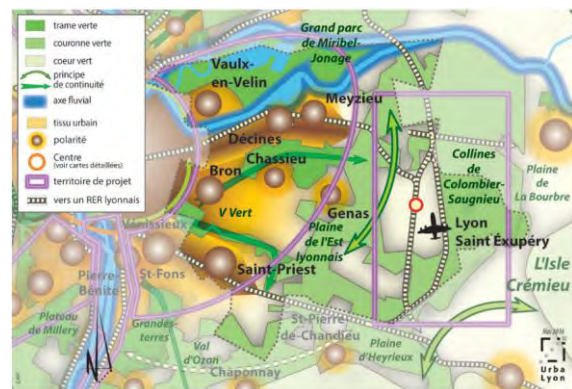 trame verte
couronne verte
coeur vert
principe
de continuité
axe fluvial
tissu urbain
polarité
Centre
(voir cartes détaillées)
territoire de projet
vers un RER lyonnais
Grand parc
de Miribel-
Jonage
Vaulx-
en-Velin
Meyzieu
Décines
Chassieu
Bron
V Vert
Genas
Plaine
de l'Est
lyonnais
Collines
de
Colombier-
Saugnieu
Plaine
de
La Bourbre
Lyon
Saint Exupéry
L'Isle
Crémieu
Vénissieux
St-Fons
Saint-Priest
Pierre-
Bénite
Plateau
de Millery
Grandes-
terres
Val
d'Ozon
Chaponnay
St-Pierre-
de-Chandieu
Plaine
d'Heyrieux
N
Urba
Lyon